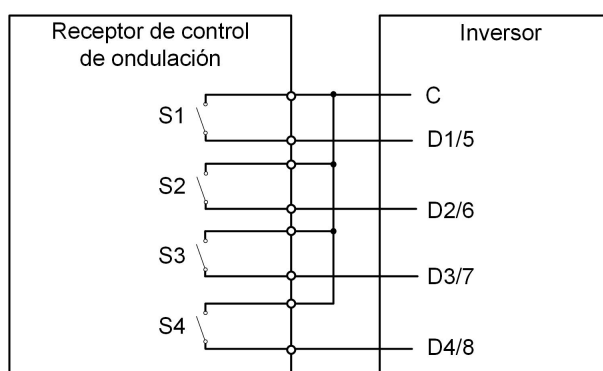 Receptor de control
de ondulación
Inversor
C
S1
D1/5
S2
D2/6
S3
D3/7
S4
D4/8